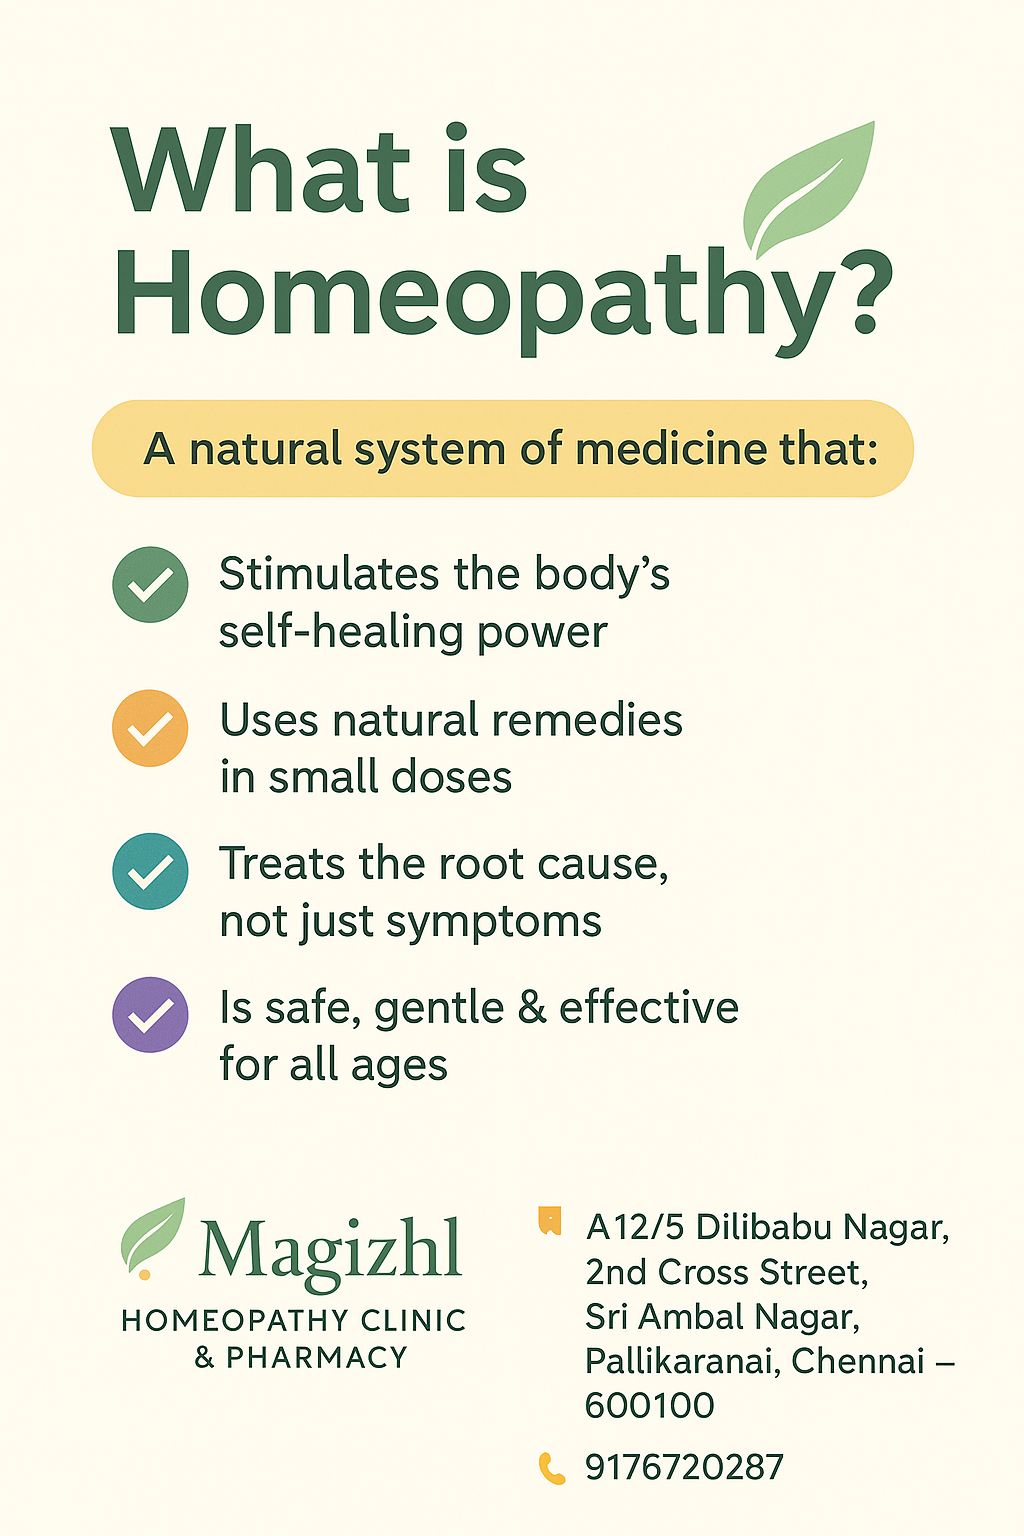 What is
Homeopathy?
A natural system of medicine that:
Stimulates the body’s
self-healing power
Uses natural remedies
in small doses
Treats the root cause,
not just symptoms
Is safe, gentle & effective
for all ages
Magizhl
HOMEOPATHY CLINIC
& PHARMACY
A12/5 Dilibabu Nagar,
2nd Cross Street,
Sri Ambal Nagar,
Pallikaranai, Chennai –
600100
9176720287